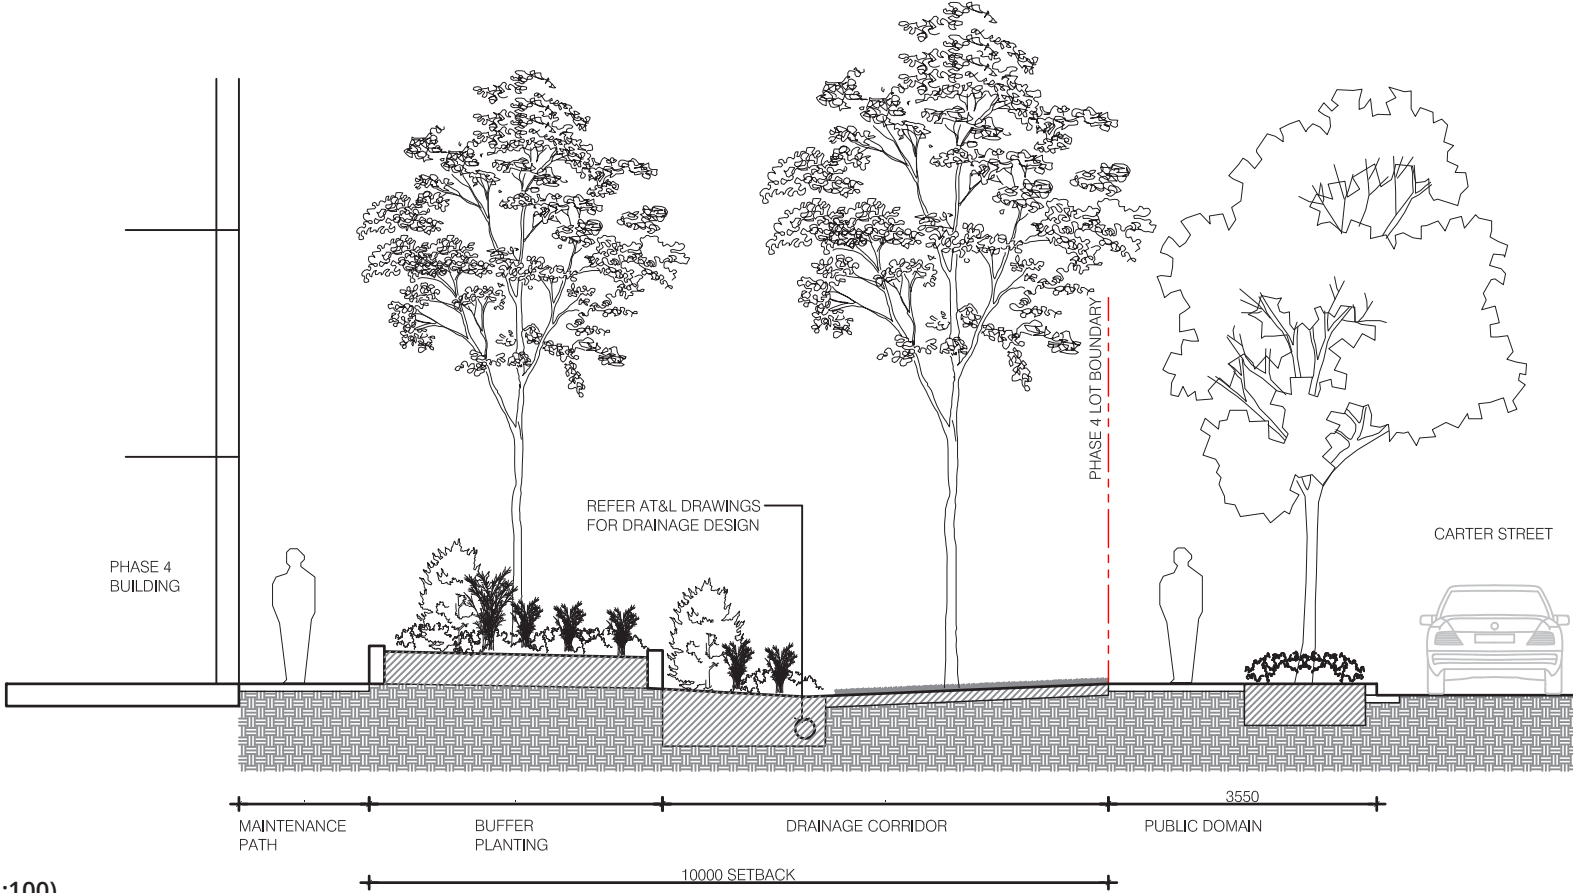 PHASE 4 LOT BOUNDARY
REFER AT&L DRAWINGS
FOR DRAINAGE DESIGN
CARTER STREET
PHASE 4
BUILDING
3550
MAINTENANCE
PATH
BUFFER
PLANTING
DRAINAGE CORRIDOR
PUBLIC DOMAIN
10000 SETBACK
:100)